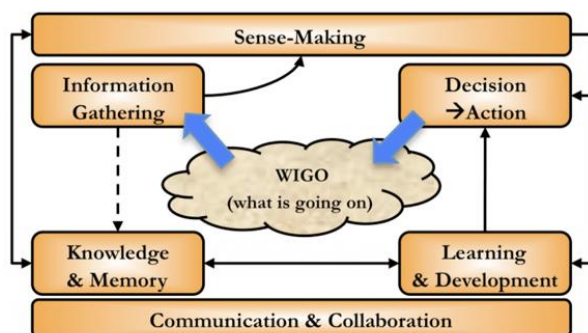 Sense-Making
Information
Gathering
Decision
→Action
WIGO
(what is going on)
Knowledge
& Memory
Learning
& Development
Communication & Collaboration